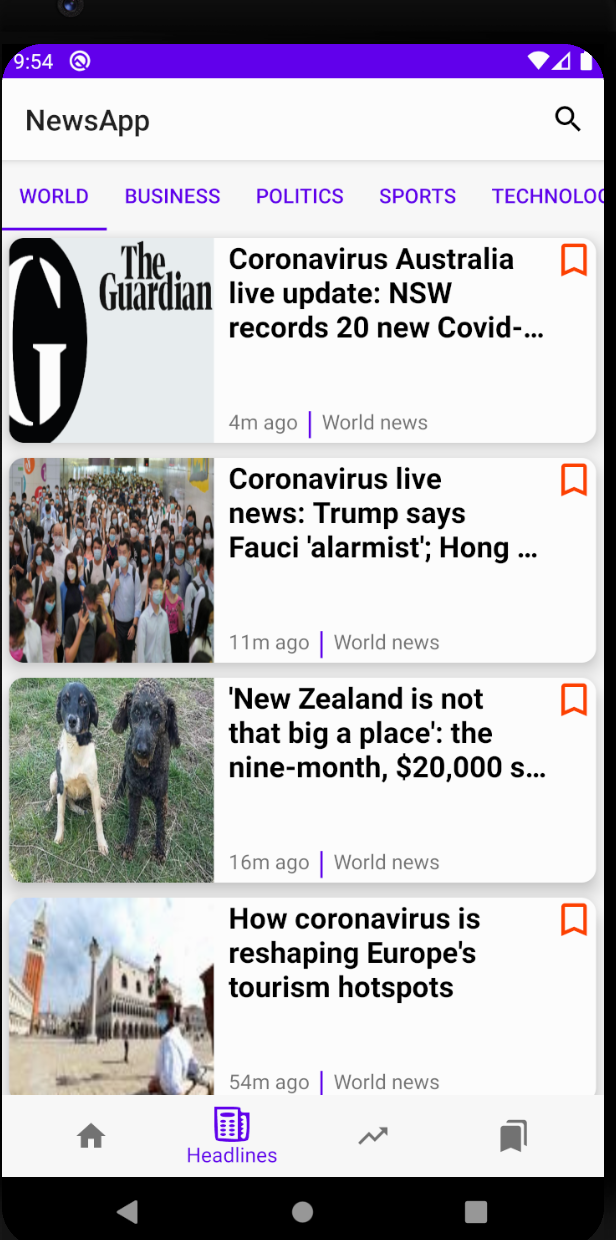 9:54
NewsApp
WORLD BUSINESS POLITICS SPORTS TECHNOLOG
The
Guardian
G
Coronavirus Australia
live update: NSW
records 20 new Covid-...
4m ago | World news
Coronavirus live
news: Trump says
Fauci 'alarmist'; Hong ...
11m ago | World news
'New Zealand is not
that big a place': the
nine-month, $20,000 s...
16m ago | World news
How coronavirus is
reshaping Europe's
tourism hotspots
54m ago | World news
Headlines